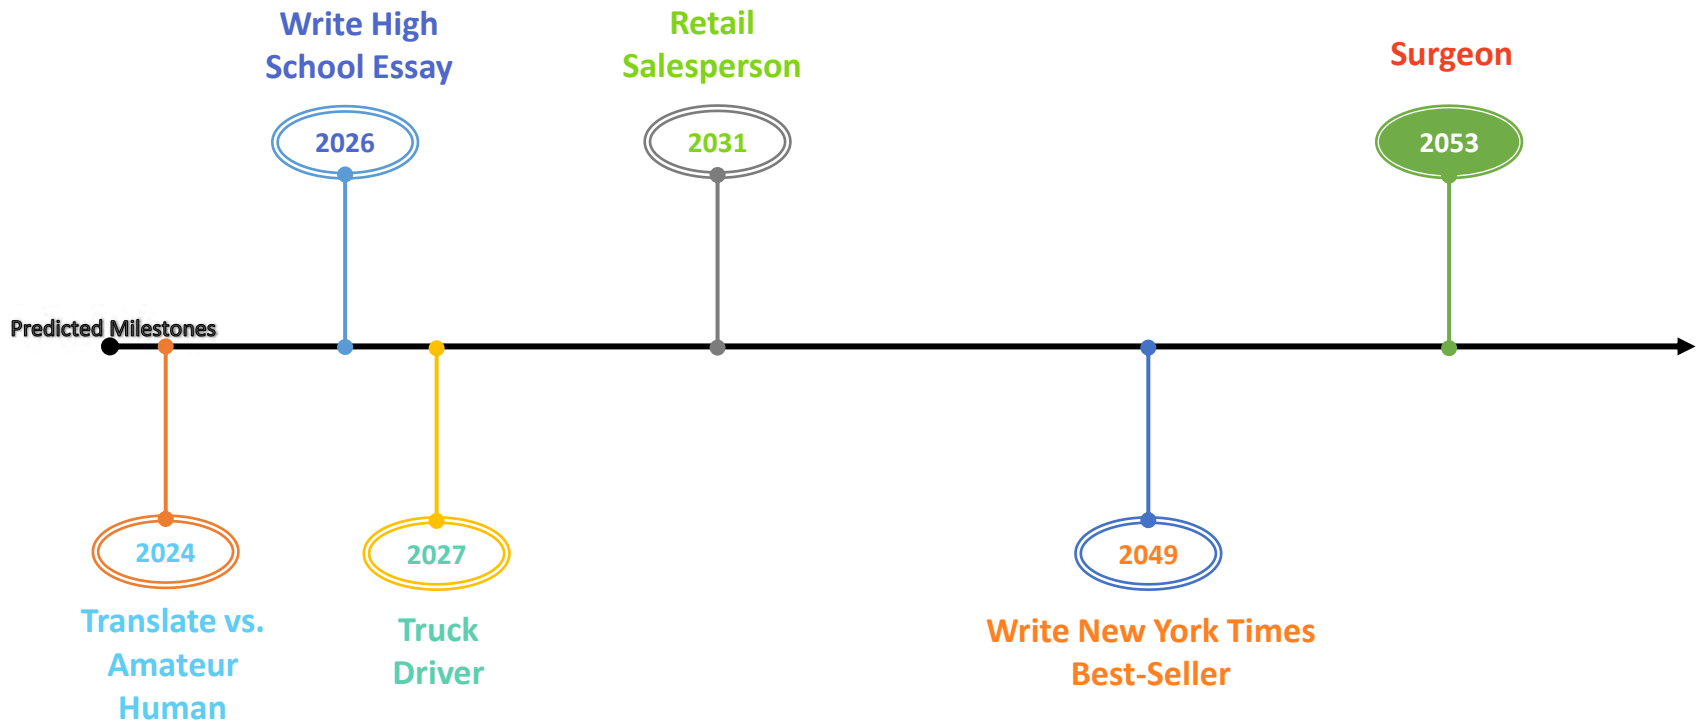 Write High
School Essay
2026
Retail
Salesperson
2031
Surgeon
2053
Predicted Milestones
2024
Translate vs.
Amateur
Human
2027
Truck
Driver
2049
Write New York Times
Best-Seller